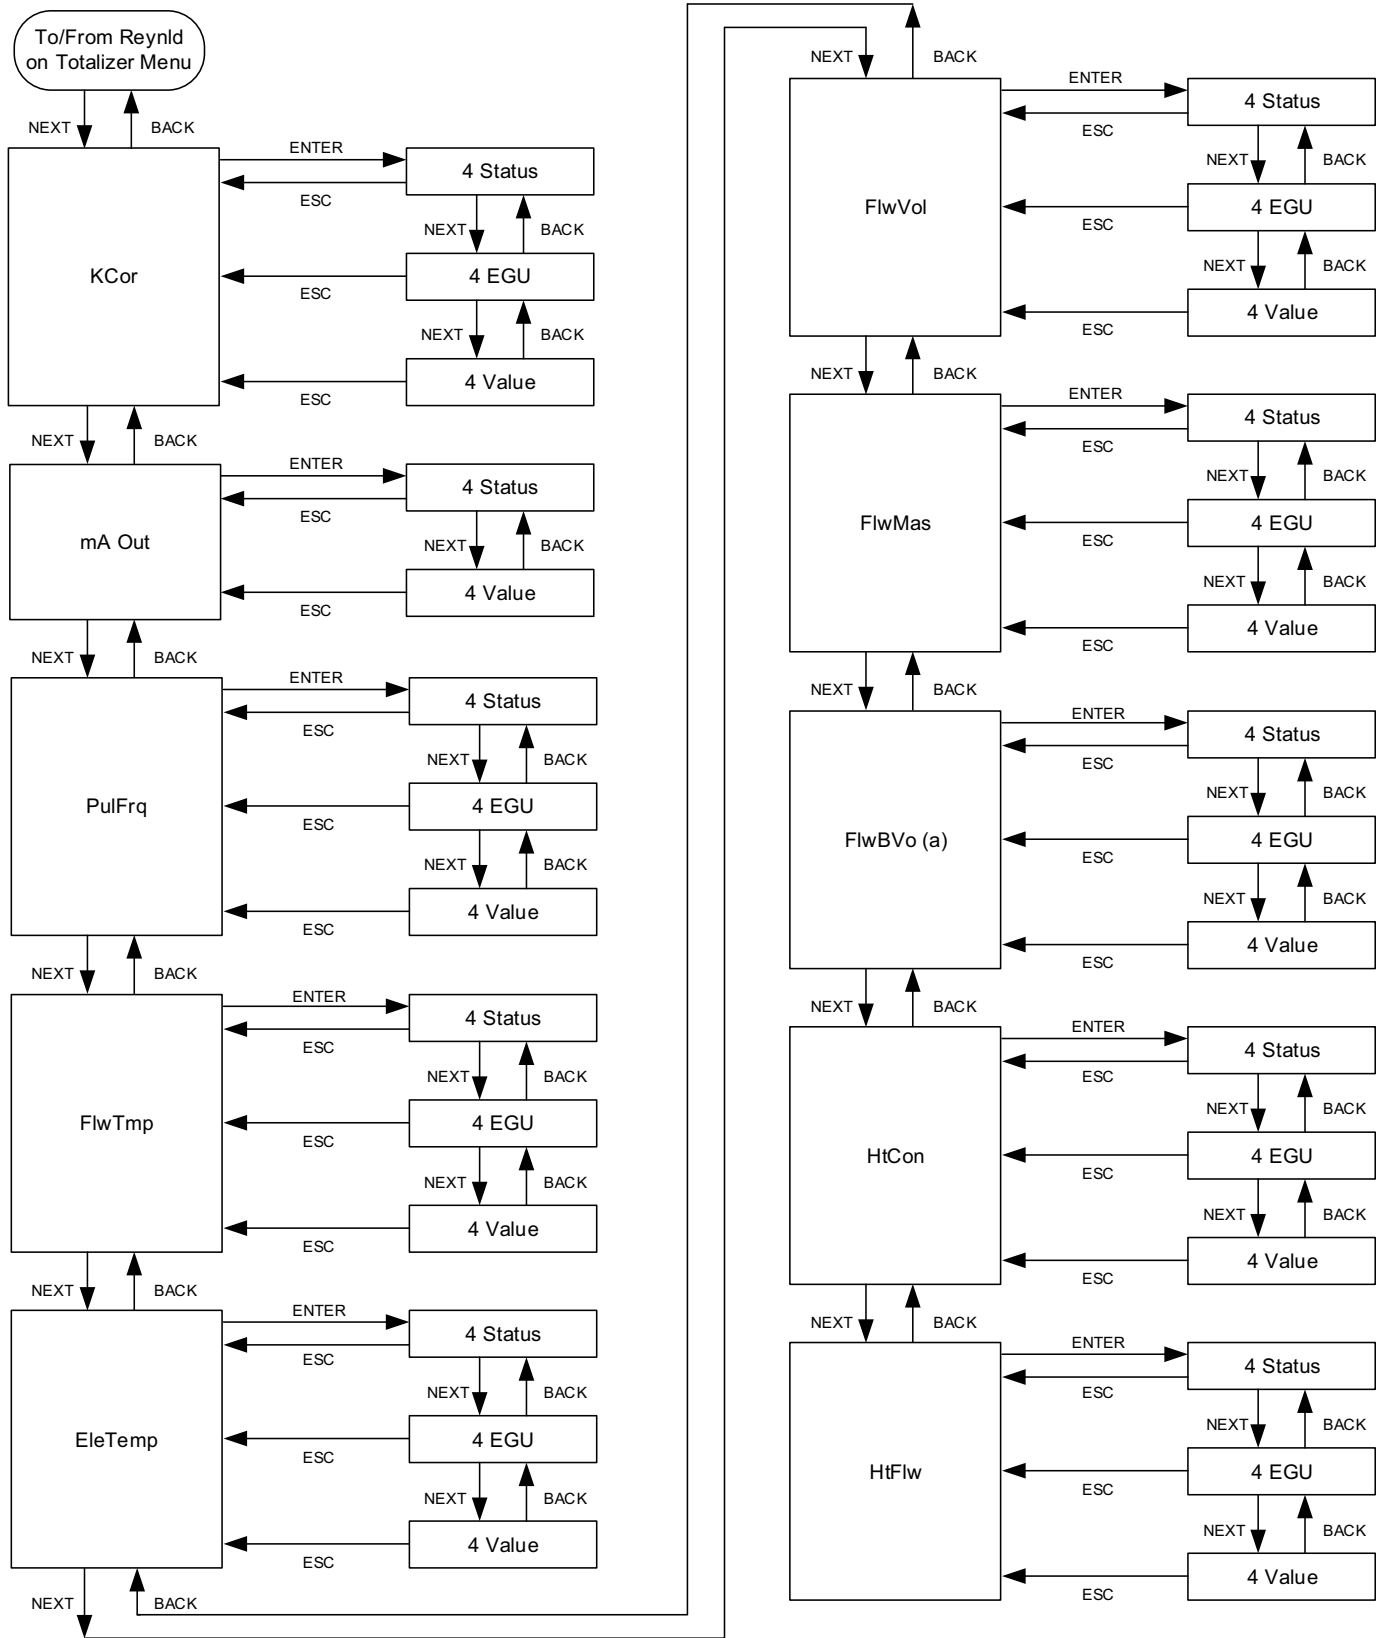 To/From Reynld
on Totalizer Menu
NEXT
BACK
KCor
ENTER
ESC
4 Status
NEXT
BACK
ESC
4 EGU
NEXT
BACK
ESC
4 Value
NEXT
BACK
mA Out
ENTER
ESC
4 Status
NEXT
BACK
ESC
4 Value
NEXT
BACK
PulFrq
ENTER
ESC
4 Status
NEXT
BACK
ESC
4 EGU
NEXT
BACK
ESC
4 Value
NEXT
BACK
FlwTmp
ENTER
ESC
4 Status
NEXT
BACK
ESC
4 EGU
NEXT
BACK
ESC
4 Value
NEXT
BACK
EleTemp
ENTER
ESC
4 Status
NEXT
BACK
ESC
4 EGU
NEXT
BACK
ESC
4 Value
NEXT
BACK
NEXT
BACK
FlwVol
ENTER
ESC
4 Status
NEXT
BACK
ESC
4 EGU
NEXT
BACK
ESC
4 Value
NEXT
BACK
FlwMas
ENTER
ESC
4 Status
NEXT
BACK
ESC
4 EGU
NEXT
BACK
ESC
4 Value
NEXT
BACK
FlwBVo (a)
ENTER
ESC
4 Status
NEXT
BACK
ESC
4 EGU
NEXT
BACK
ESC
4 Value
NEXT
BACK
HtCon
ENTER
ESC
4 Status
NEXT
BACK
ESC
4 EGU
NEXT
BACK
ESC
4 Value
NEXT
BACK
HtFlw
ENTER
ESC
4 Status
NEXT
BACK
ESC
4 EGU
NEXT
BACK
ESC
4 Value